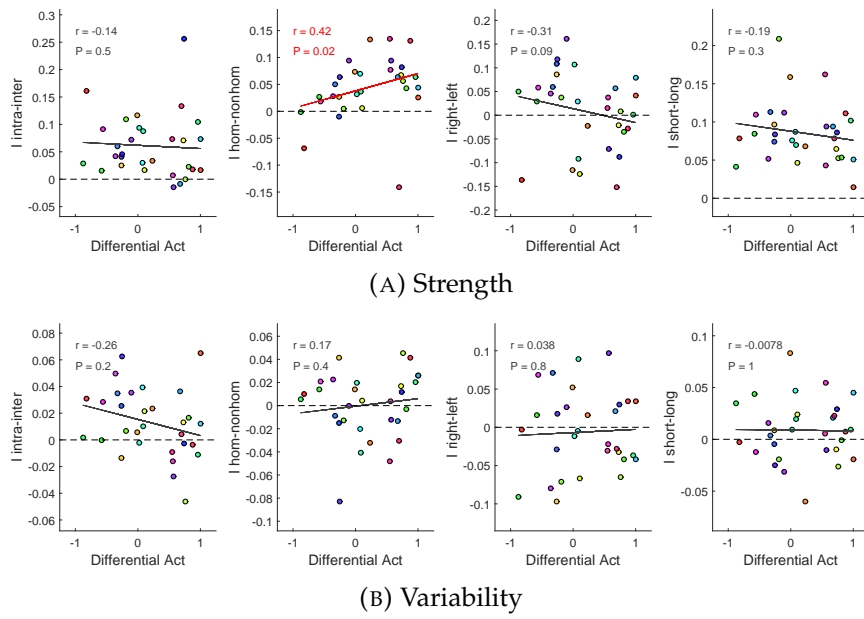 r = -0.14
P = 0.5
I intra-inter
0.3
0.25
0.2
0.15
0.1
0.05
0
-0.05
-1 0 1
Differential Act
r = 0.42
P = 0.02
I hom-nonhom
0.15
0.1
0.05
0
-0.05
-0.1
-0.15
-1 0 1
Differential Act
r = -0.31
P = 0.09
I right-left
0.2
0.15
0.1
0.05
0
-0.05
-0.1
-0.15
-0.2
-1 0 1
Differential Act
r = -0.19
P = 0.3
I short-long
0.2
0.15
0.1
0.05
0
-1 0 1
Differential Act
(A) Strength
r = -0.26
P = 0.2
I intra-inter
0.08
0.06
0.04
0.02
0
-0.02
-0.04
-0.06
-1 0 1
Differential Act
r = 0.17
P = 0.4
I hom-nonhom
0.06
0.04
0.02
0
-0.02
-0.04
-0.06
-0.08
-0.1
-1 0 1
Differential Act
r = 0.038
P = 0.8
I right-left
0.1
0.05
0
-0.05
-0.1
-1 0 1
Differential Act
r = -0.0078
P = 1
I short-long
0.1
0.05
0
-0.05
-1 0 1
Differential Act
(B) Variability